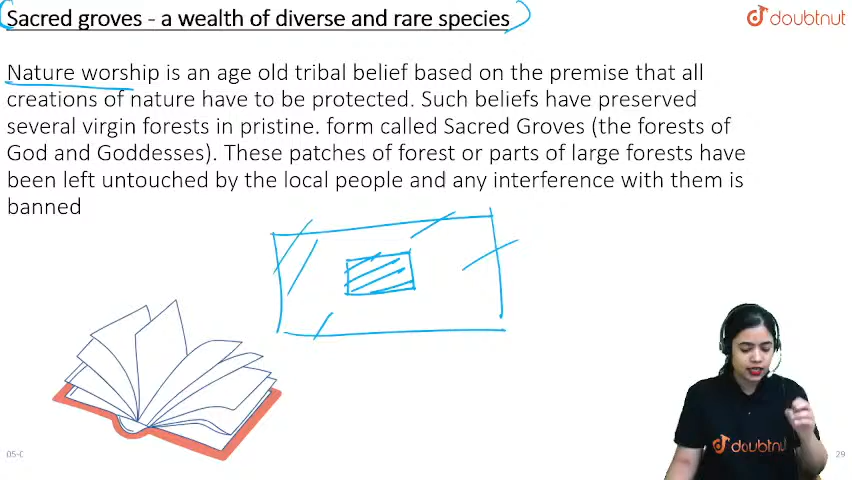 Sacred groves - a wealth of diverse and rare species
doubtnut
Nature worship is an age old tribal belief based on the premise that all
creations of nature have to be protected. Such beliefs have preserved
several virgin forests in pristine. form called Sacred Groves (the forests of
God and Goddesses). These patches of forest or parts of large forests have
been left untouched by the local people and any interference with them is
banned
doubtnut
05-C
29